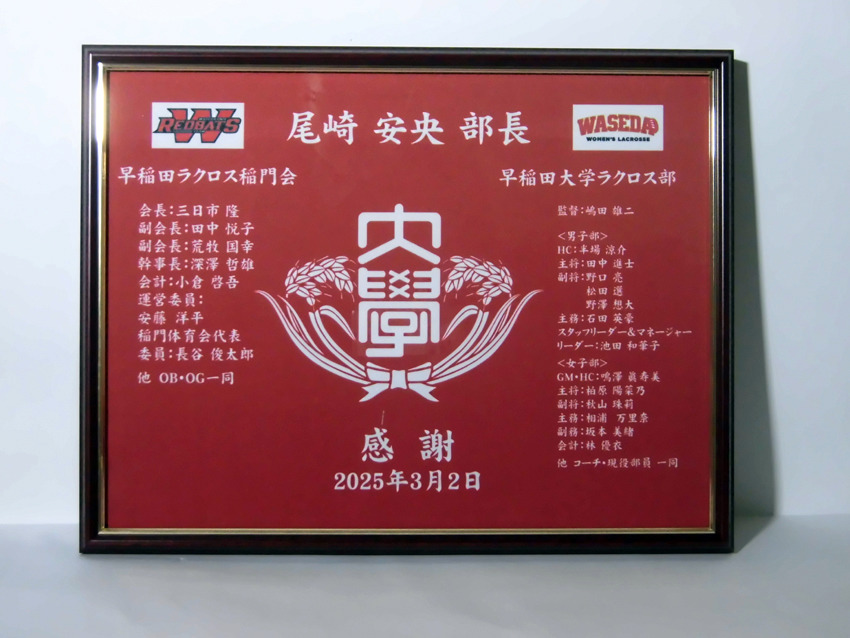 REDBATS
尾崎 安央 部長
WASEDA
WOMEN'S LACROSSE
早稲田ラクロス稲門会
会長:三日市 隆
副会長:田中 悦子
副会長:荒牧 国幸
幹事長:深澤 哲雄
会計:小倉 啓吾
運営委員:
安藤 洋平
稲門体育会代表
委員:長谷 俊太郎
他 OB・OG一同
大學
早稲田大学ラクロス部
監督:嶋田 雄二
<男子部>
HC:半場 涼介
主将:田中 進士
副将:野口 亮
松田 選
野澤 想大
主務:石田 英豪
スタッフリーダー&マネージャー
リーダー:池田 和華子
<女子部>
GM・HC:鳴澤 眞寿美
主将:柏原 陽菜乃
副将:秋山 珠莉
主務:相浦 万里奈
副務:坂本 美緒
会計:林 優衣
他 コーチ・現役部員 一同
感 謝
2025年3月2日